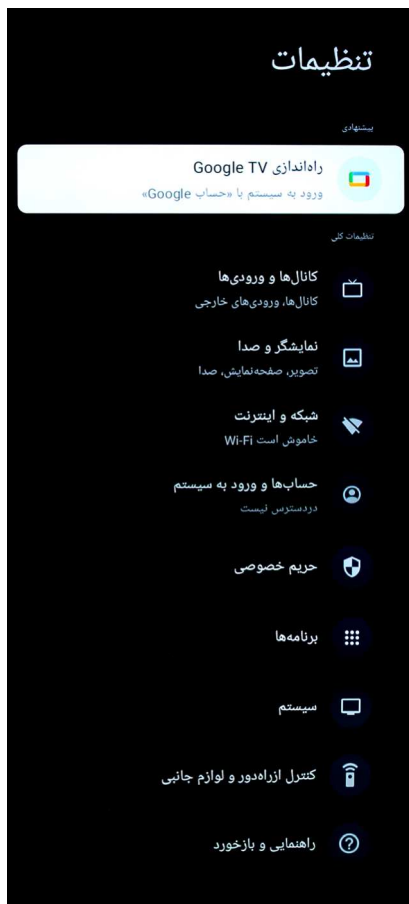 تنظیمات
پیشنهادی
راه‌اندازی Google TV
ورود به سیستم با «حساب Google»
تنظیمات کلی
کانال‌ها و ورودی‌ها
کانال‌ها، ورودی‌های خارجی
نمایشگر و صدا
تصویر، صفحه‌نمایش، صدا
شبکه و اینترنت
Wi-Fi خاموش است
حساب‌ها و ورود به سیستم
دردسترس نیست
حریم خصوصی
برنامه‌ها
سیستم
کنترل ازراه‌دور و لوازم جانبی
راهنمایی و بازخورد